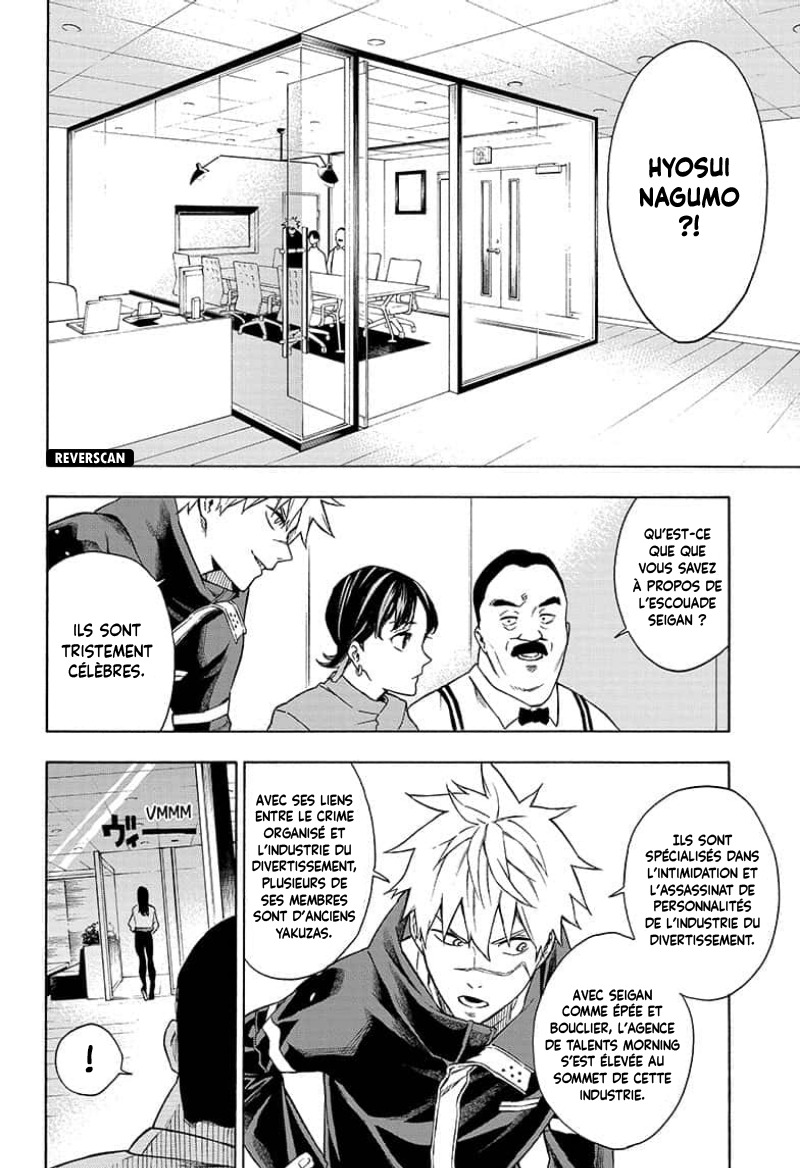 HYOSUI
NAGUMO
?!
REVERSCAN
QU'EST-CE
QUE QUE
VOUS SAVEZ
À PROPOS DE
L'ESCOUADE
SEIGAN ?
ILS SONT
TRISTEMENT
CÉLÈBRES.
ILS SONT
SPÉCIALISÉS DANS
L'INTIMIDATION ET
L'ASSASSINAT DE
PERSONNALITÉS
DE L'INDUSTRIE DU
DIVERTISSEMENT.
AVEC SEIGAN
COMME ÉPÉE ET
BOUCLIER, L'AGENCE
DE TALENTS MORNING
S'EST ÉLEVÉE AU
SOMMET DE CETTE
INDUSTRIE.
AVEC SES LIENS
ENTRE LE CRIME
ORGANISÉ ET
L'INDUSTRIE DU
DIVERTISSEMENT,
PLUSIEURS DE
SES MEMBRES
SONT D'ANCIENS
YAKUZAS.
VMMM
ヴィー
!